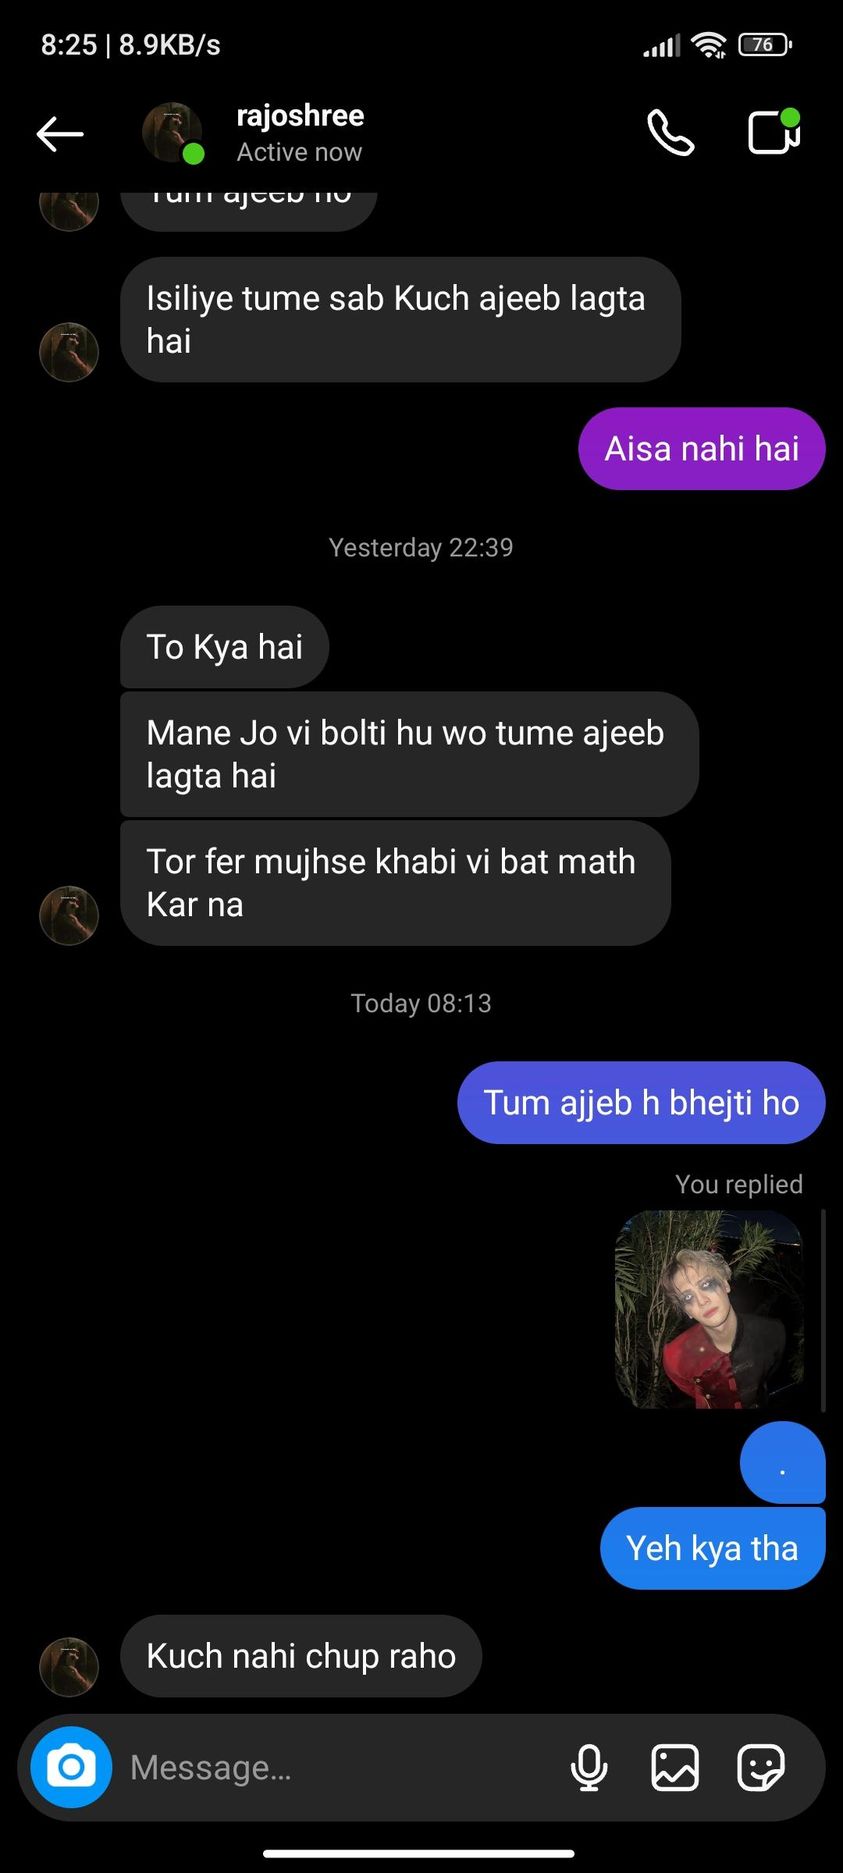 8:25 | 8.9KB/s
76
rajoshree
Active now
Tum ajeeb ho
Isiliye tume sab Kuch ajeeb lagta
hai
Aisa nahi hai
Yesterday 22:39
To Kya hai
Mane Jo vi bolti hu wo tume ajeeb
lagta hai
Tor fer mujhse khabi vi bat math
Kar na
Today 08:13
Tum ajjeb h bhejti ho
You replied
.
Yeh kya tha
Kuch nahi chup raho
Message...